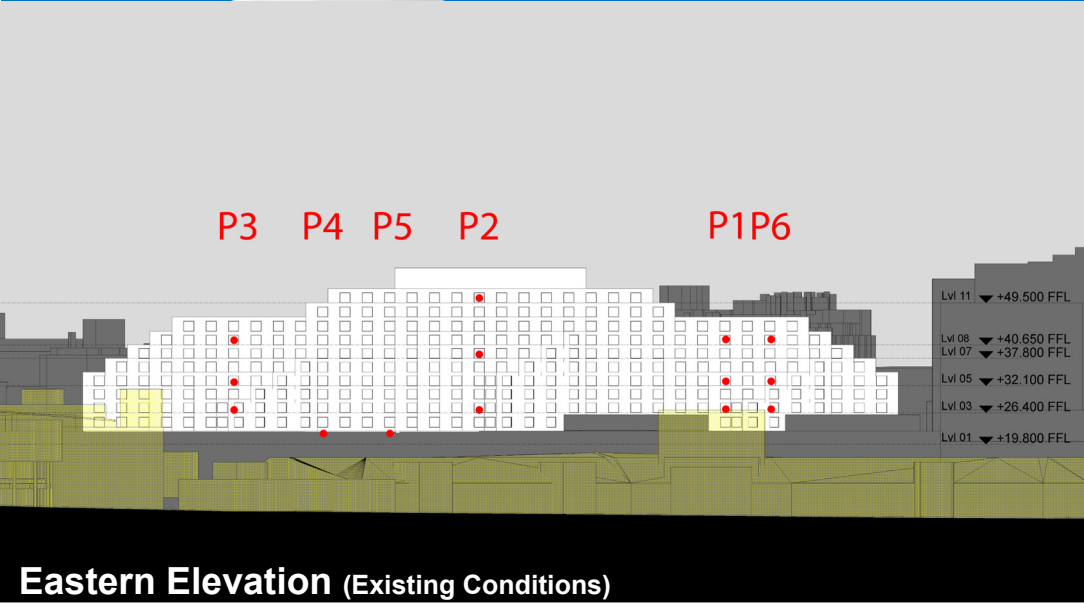 P3 P4 P5 P2 P1 P6
Lvl 11 +49.500 FFL
Lvl 08 +40.650 FFL
Lvl 07 +37.800 FFL
Lvl 05 +32.100 FFL
Lvl 03 +26.400 FFL
Lvl 01 +19.800 FFL
Eastern Elevation (Existing Conditions)